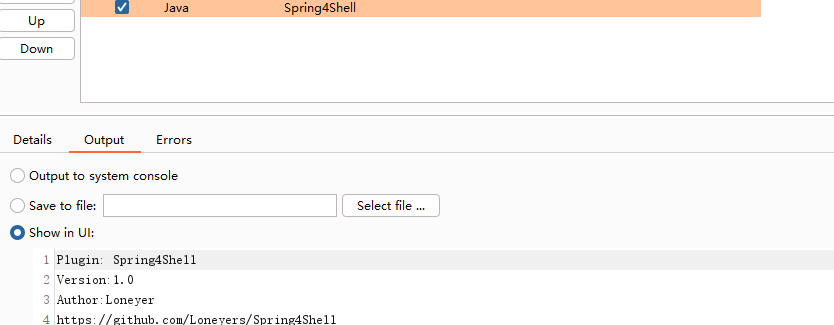 Up
Java Spring4Shell
Down
Details Output Errors
Output to system console
Save to file: Select file ...
Show in UI:
1 Plugin: Spring4Shell
2 Version:1.0
3 Author:Loneyer
4 https://github.com/Loneyers/Spring4Shell